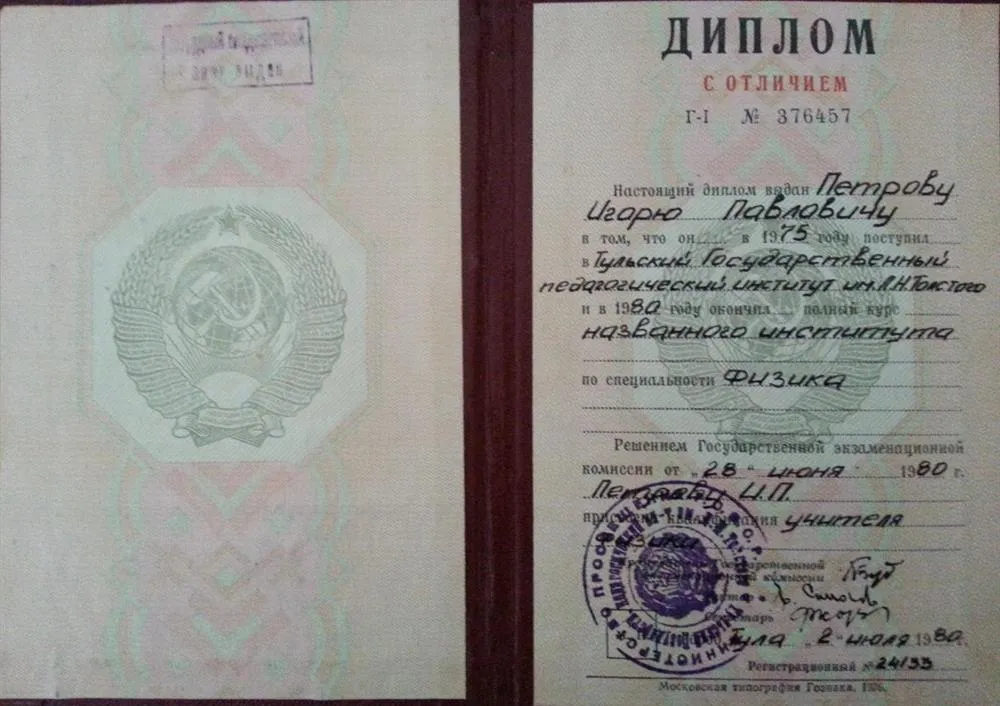 ДИПЛОМ
С ОТЛИЧИЕМ
Г-I № 376457
Настоящий диплом выдан Петрову
Игорю Павловичу
в том, что он в 1975 году поступил
в Тульский Государственный
педагогический институт им. Л.Н.Толстого
и в 1980 году окончил полный курс
названного института
по специальности физика
Решением Государственной экзаменационной
комиссии от „28“ июня 1980 г.
Петрову И.П.
квалификация учителя
Государственной
комиссии
Тула 2 июля 1980
Регистрационный № 24133
Московская типография Гознака.